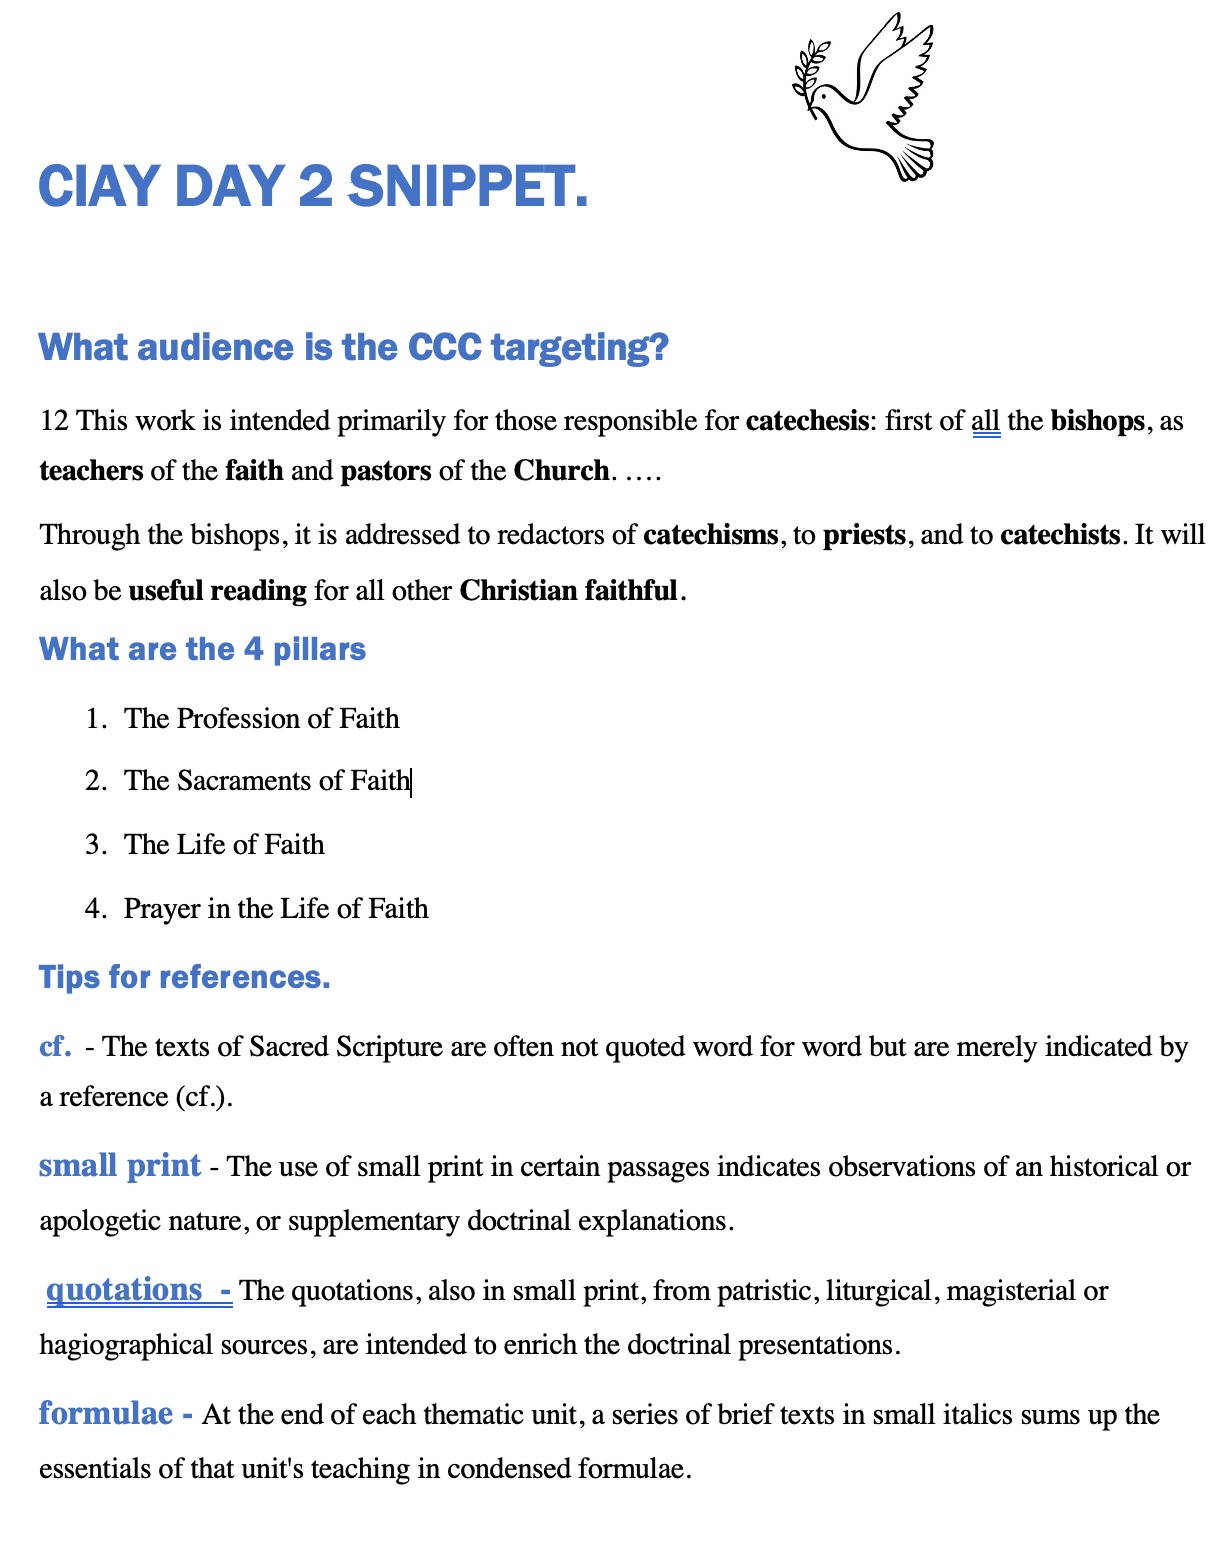 CIAY DAY 2 SNIPPET.
What audience is the CCC targeting?
12 This work is intended primarily for those responsible for catechesis: first of all the bishops, as
teachers of the faith and pastors of the Church. ….
Through the bishops, it is addressed to redactors of catechisms, to priests, and to catechists. It will
also be useful reading for all other Christian faithful.
What are the 4 pillars
1. The Profession of Faith
2. The Sacraments of Faith
3. The Life of Faith
4. Prayer in the Life of Faith
Tips for references.
cf. - The texts of Sacred Scripture are often not quoted word for word but are merely indicated by
a reference (cf.).
small print - The use of small print in certain passages indicates observations of an historical or
apologetic nature, or supplementary doctrinal explanations.
quotations - The quotations, also in small print, from patristic, liturgical, magisterial or
hagiographical sources, are intended to enrich the doctrinal presentations.
formulae - At the end of each thematic unit, a series of brief texts in small italics sums up the
essentials of that unit's teaching in condensed formulae.